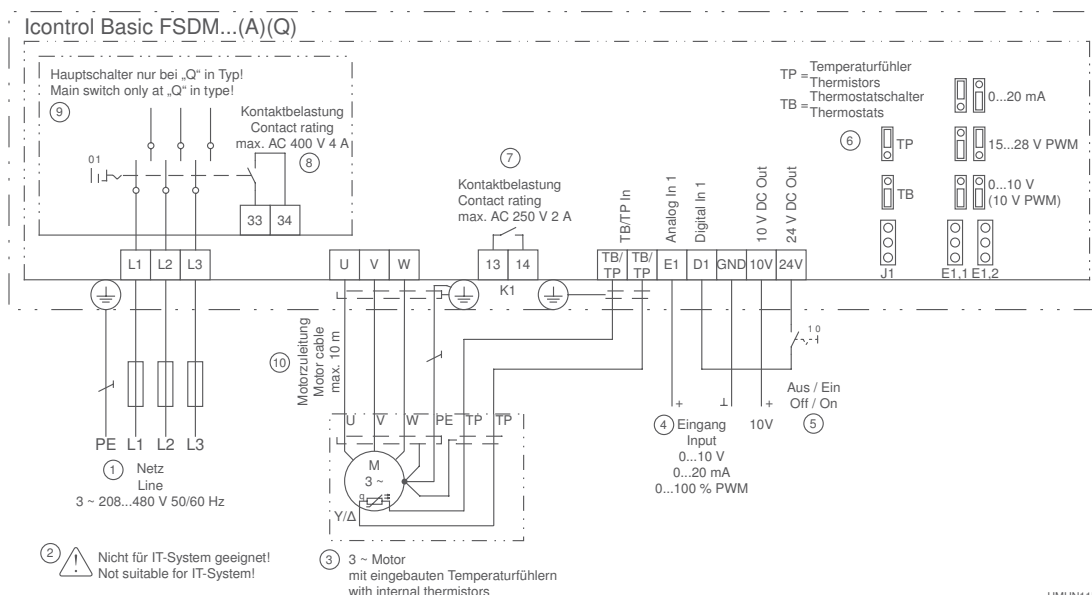 Icontrol Basic FSDM...(A)(Q)
Hauptschalter nur bei „Q“ in Typ!
Main switch only at „Q“ in type!
9
0 1
Kontaktbelastung
Contact rating
max. AC 400 V 4 A
8
33 34
7
Kontaktbelastung
Contact rating
max. AC 250 V 2 A
TP = Temperaturfühler
Thermistors
TB = Thermostatschalter
Thermostats
6
TP
TB
J1
0...20 mA
15...28 V PWM
0...10 V
(10 V PWM)
E1,1 E1,2
TB/TP In
Analog In 1
Digital In 1
10 V DC Out
24 V DC Out
L1 L2 L3
U V W
13 14
K1
TB/TP TB/TP E1 D1 GND 10V 24V
10
Motorzuleitung
Motor cable
max. 10 m
1 0
Aus / Ein
Off / On
5
+ ⊥ +
4 Eingang
Input
0...10 V
0...20 mA
0...100 % PWM
10V
PE L1 L2 L3
1 Netz
Line
3 ~ 208...480 V 50/60 Hz
U V W PE TP TP
M
3 ~
Y/Δ
2 Nicht für IT-System geeignet!
Not suitable for IT-System!
3 3 ~ Motor
mit eingebauten Temperaturfühlern
with internal thermistors